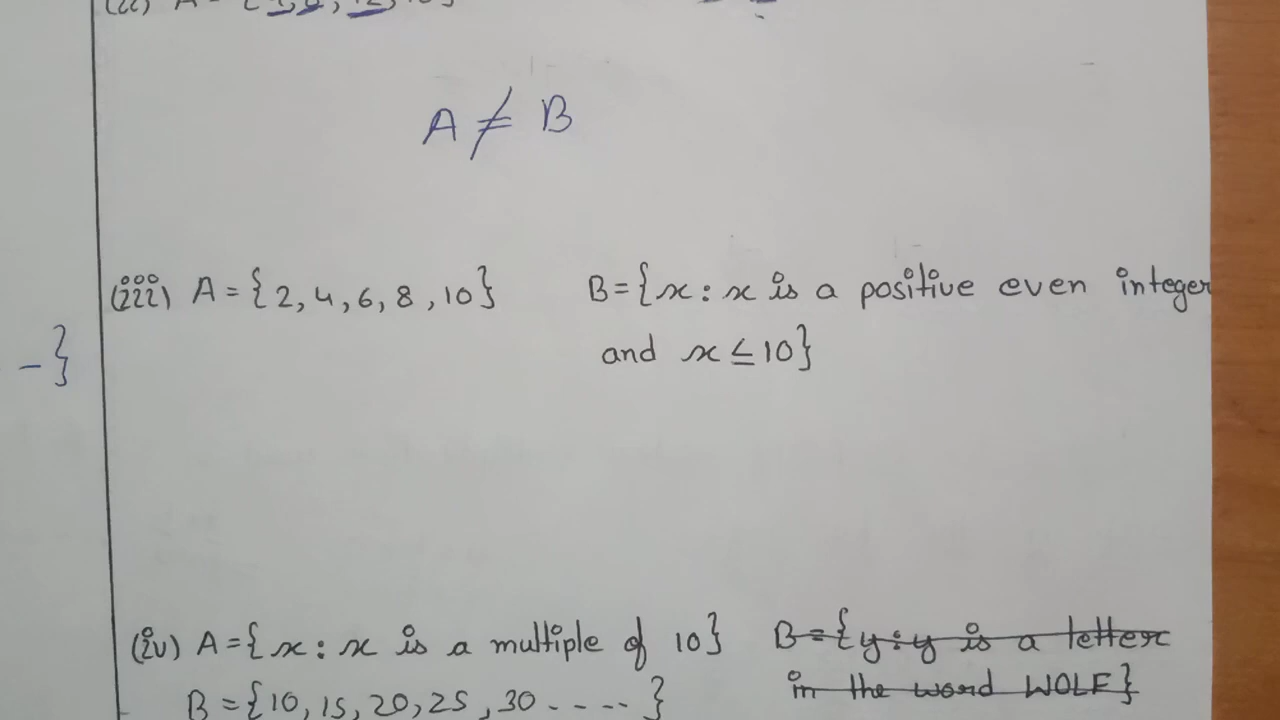 A ≠ B
(iii) A = {2, 4, 6, 8, 10} B = {x : x is a positive even integer
and x ≤ 10}
- }
(iv) A = {x : x is a multiple of 10} B = {y : y is a letter
in the word WOLF}
B = {10, 15, 20, 25, 30 - - - - - }